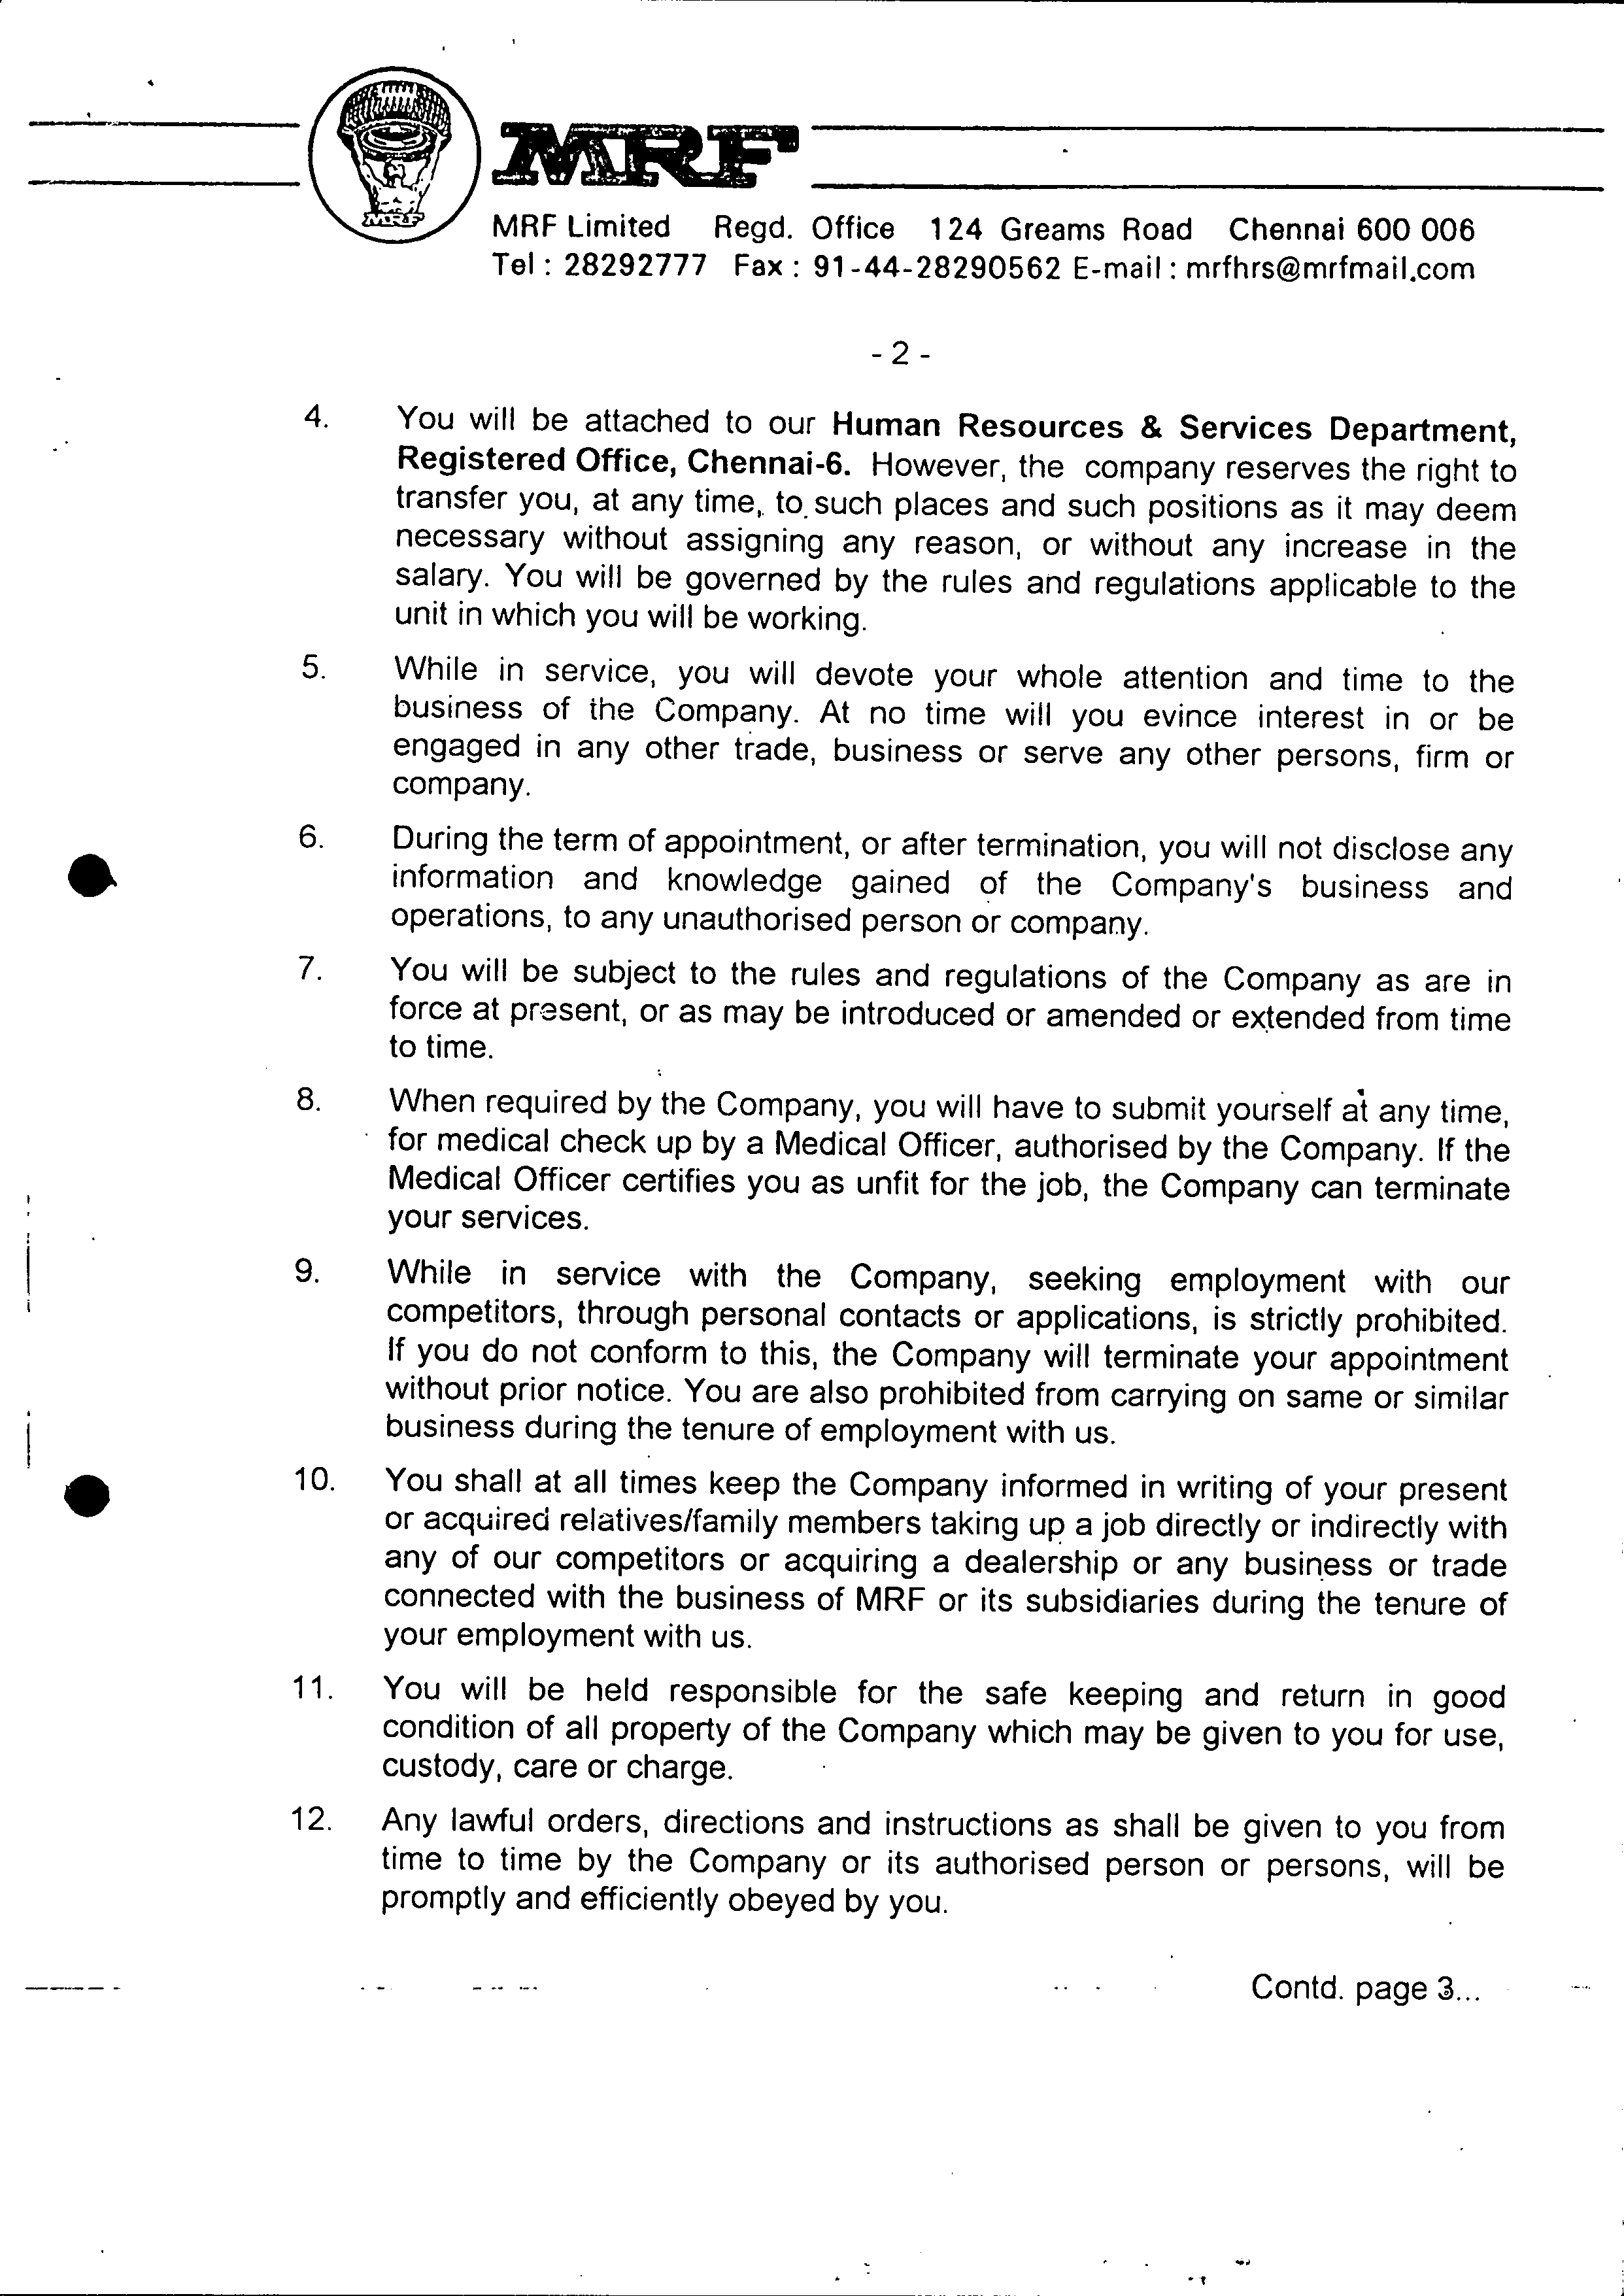 MRF
MRF
MRF Limited Regd. Office 124 Greams Road Chennai 600 006
Tel : 28292777 Fax : 91-44-28290562 E-mail : mrfhrs@mrfmail.com
- 2 -
4. You will be attached to our Human Resources & Services Department,
Registered Office, Chennai-6. However, the company reserves the right to
transfer you, at any time, to such places and such positions as it may deem
necessary without assigning any reason, or without any increase in the
salary. You will be governed by the rules and regulations applicable to the
unit in which you will be working.
5. While in service, you will devote your whole attention and time to the
business of the Company. At no time will you evince interest in or be
engaged in any other trade, business or serve any other persons, firm or
company.
6. During the term of appointment, or after termination, you will not disclose any
information and knowledge gained of the Company's business and
operations, to any unauthorised person or company.
7. You will be subject to the rules and regulations of the Company as are in
force at present, or as may be introduced or amended or extended from time
to time.
8. When required by the Company, you will have to submit yourself at any time,
for medical check up by a Medical Officer, authorised by the Company. If the
Medical Officer certifies you as unfit for the job, the Company can terminate
your services.
9. While in service with the Company, seeking employment with our
competitors, through personal contacts or applications, is strictly prohibited.
If you do not conform to this, the Company will terminate your appointment
without prior notice. You are also prohibited from carrying on same or similar
business during the tenure of employment with us.
10. You shall at all times keep the Company informed in writing of your present
or acquired relatives/family members taking up a job directly or indirectly with
any of our competitors or acquiring a dealership or any business or trade
connected with the business of MRF or its subsidiaries during the tenure of
your employment with us.
11. You will be held responsible for the safe keeping and return in good
condition of all property of the Company which may be given to you for use,
custody, care or charge.
12. Any lawful orders, directions and instructions as shall be given to you from
time to time by the Company or its authorised person or persons, will be
promptly and efficiently obeyed by you.
Contd. page 3...